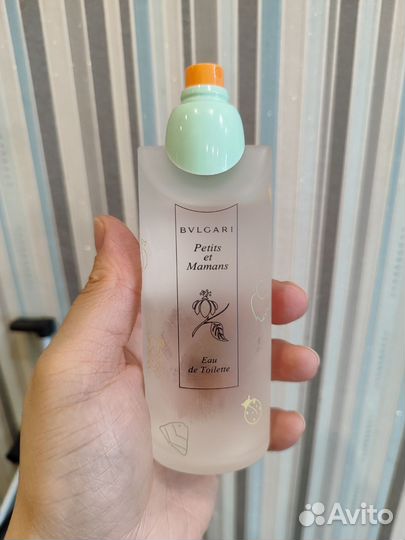 BVLGARI
Petits
et
Mamans
Eau
de Toilette
Avito